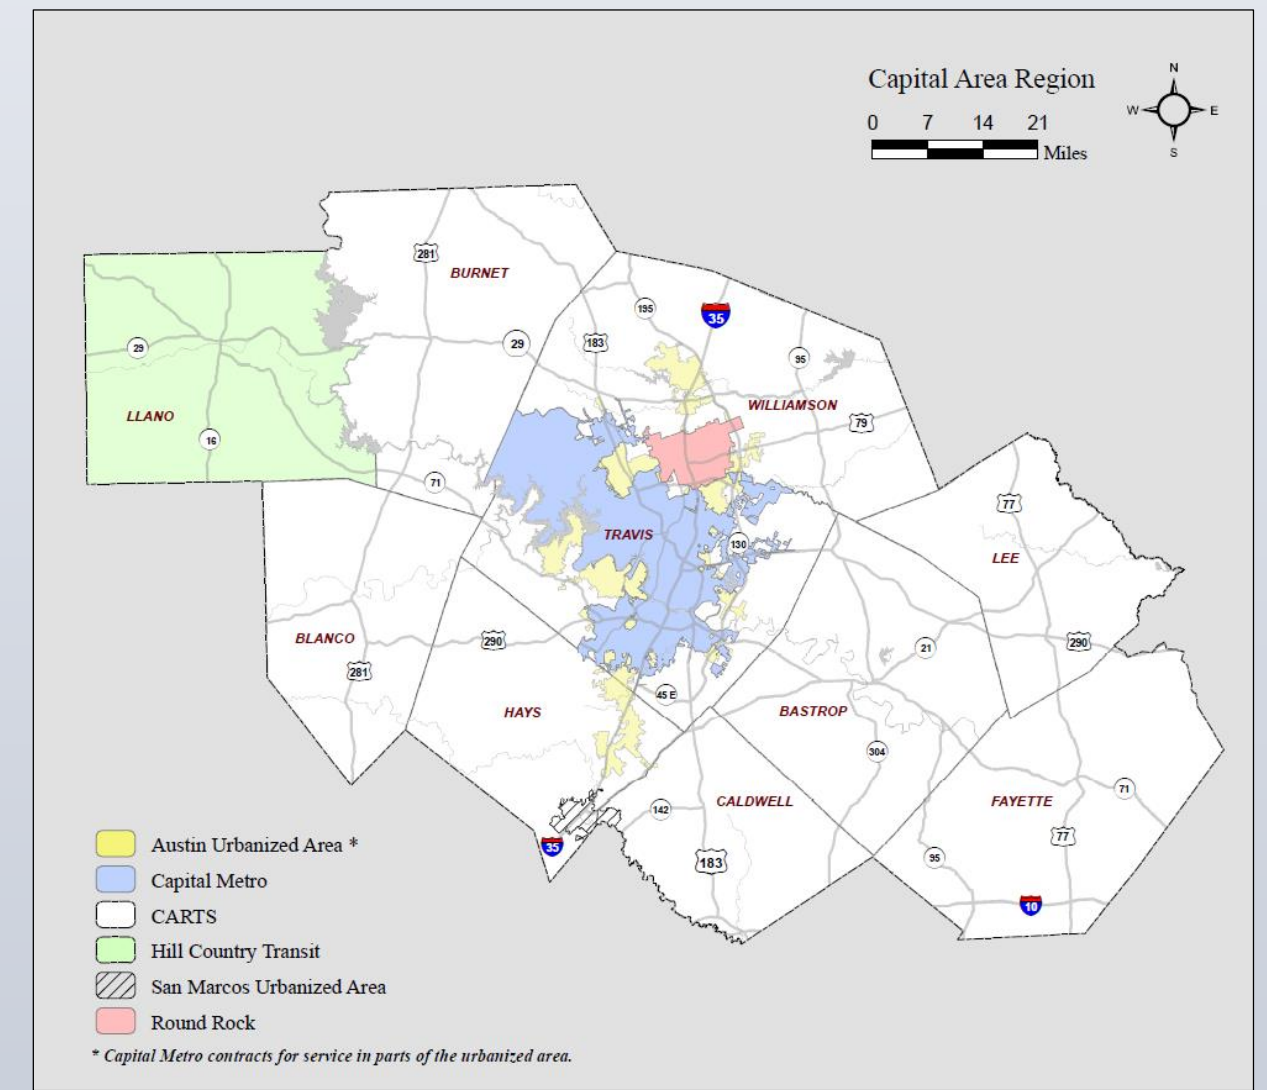 Capital Area Region
N
W E
S
0 7 14 21
Miles
281
BURNET
195
35
183
29
95
29
LLANO
WILLIAMSON
79
16
71
77
TRAVIS
130
LEE
BLANCO
290
21
290
281
45 E
HAYS
BASTROP
304
142
CALDWELL
FAYETTE
71
77
35
183
95
10
Austin Urbanized Area *
Capital Metro
CARTS
Hill Country Transit
San Marcos Urbanized Area
Round Rock
* Capital Metro contracts for service in parts of the urbanized area.